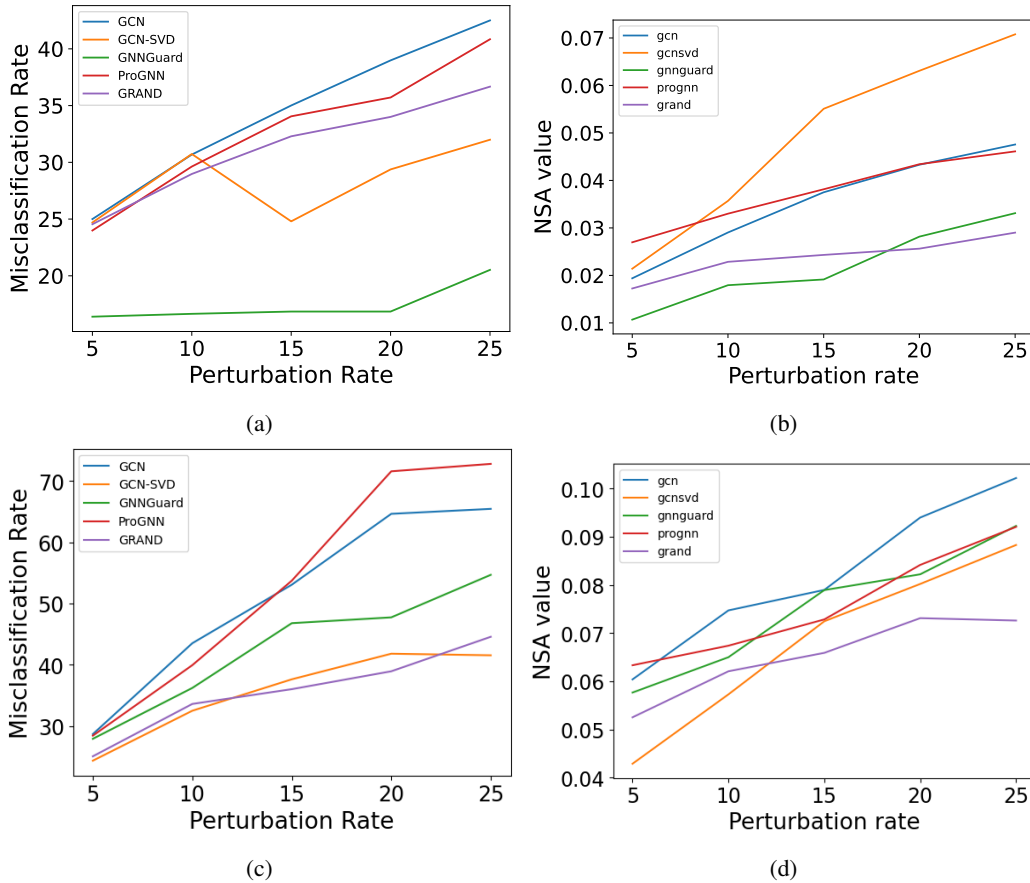 GCN
GCN-SVD
GNNGuard
ProGNN
GRAND
Misclassification Rate
40
35
30
25
20
5 10 15 20 25
Perturbation Rate
(a)
gcn
gcnsvd
gnnguard
prognn
grand
NSA value
0.07
0.06
0.05
0.04
0.03
0.02
0.01
5 10 15 20 25
Perturbation rate
(b)
GCN
GCN-SVD
GNNGuard
ProGNN
GRAND
Misclassification Rate
70
60
50
40
30
5 10 15 20 25
Perturbation Rate
(c)
gcn
gcnsvd
gnnguard
prognn
grand
NSA value
0.10
0.09
0.08
0.07
0.06
0.05
0.04
5 10 15 20 25
Perturbation rate
(d)